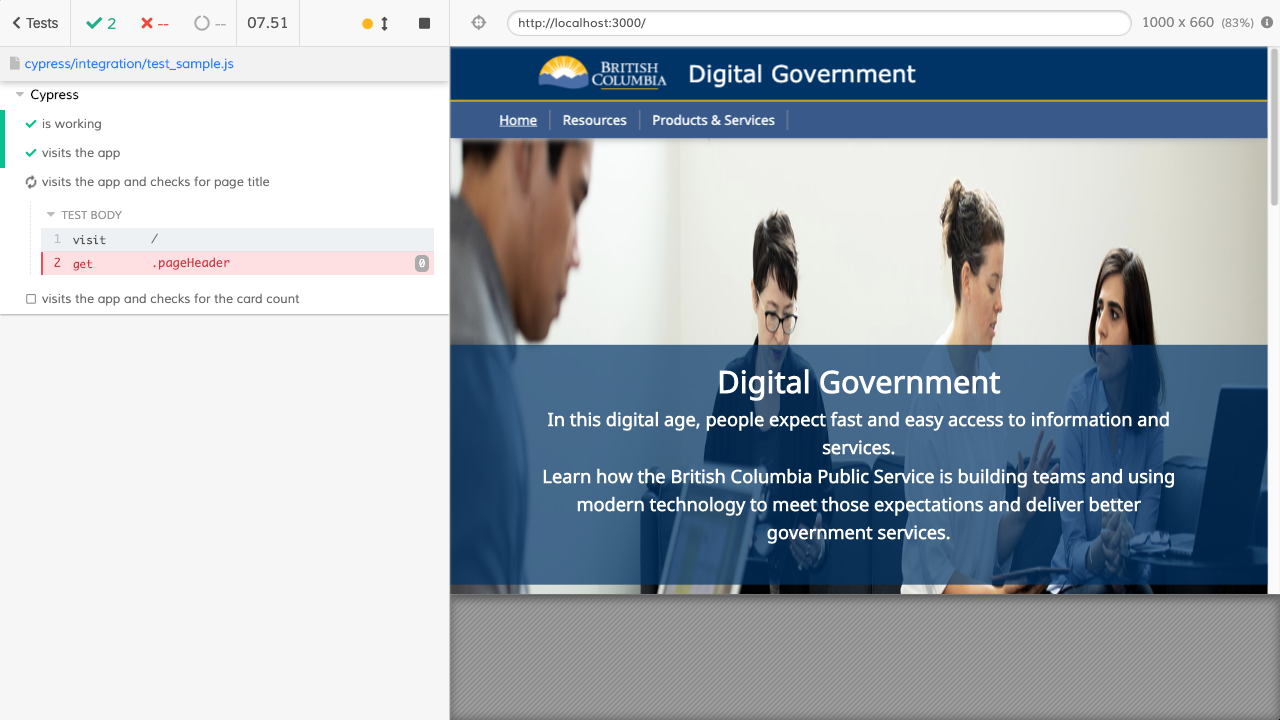 Tests
2
--
--
07.51
http://localhost:3000/
1000 x 660 (83%)
cypress/integration/test_sample.js
Cypress
is working
visits the app
visits the app and checks for page title
TEST BODY
1 visit /
2 get .pageHeader 0
visits the app and checks for the card count
BRITISH
COLUMBIA
Digital Government
Home
Resources
Products & Services
Digital Government
In this digital age, people expect fast and easy access to information and
services.
Learn how the British Columbia Public Service is building teams and using
modern technology to meet those expectations and deliver better
government services.